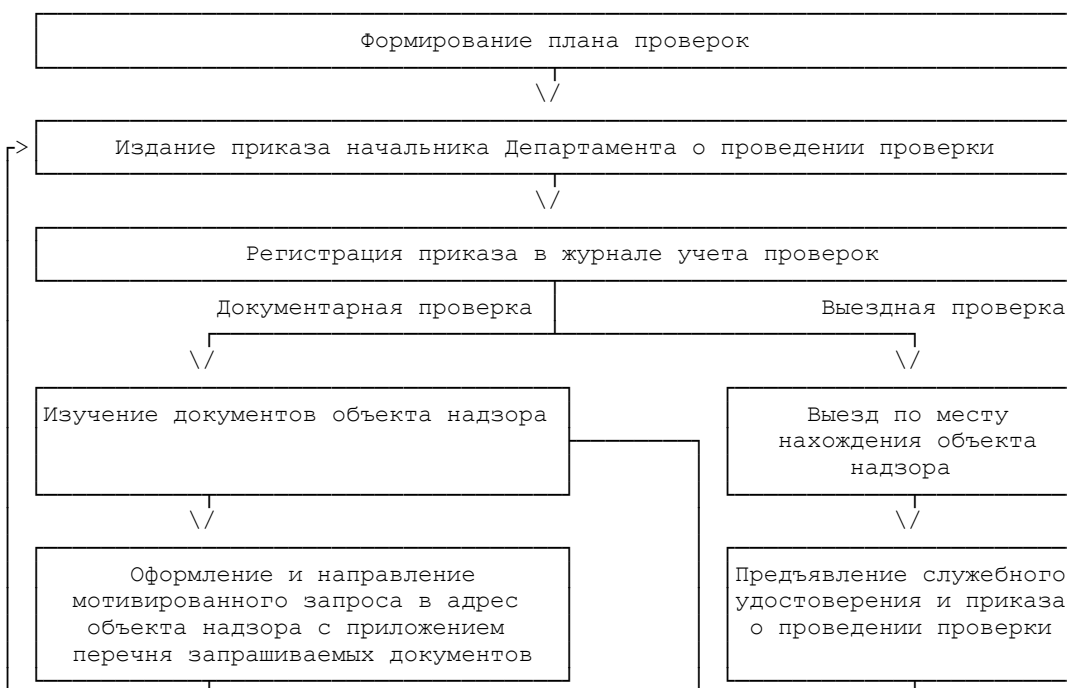 Формирование плана проверок
Издание приказа начальника Департамента о проведении проверки
Регистрация приказа в журнале учета проверок
Документарная проверка
Выездная проверка
Изучение документов объекта надзора
Выезд по месту
нахождения объекта
надзора
Оформление и направление
мотивированного запроса в адрес
объекта надзора с приложением
перечня запрашиваемых документов
Предъявление служебного
удостоверения и приказа
о проведении проверки